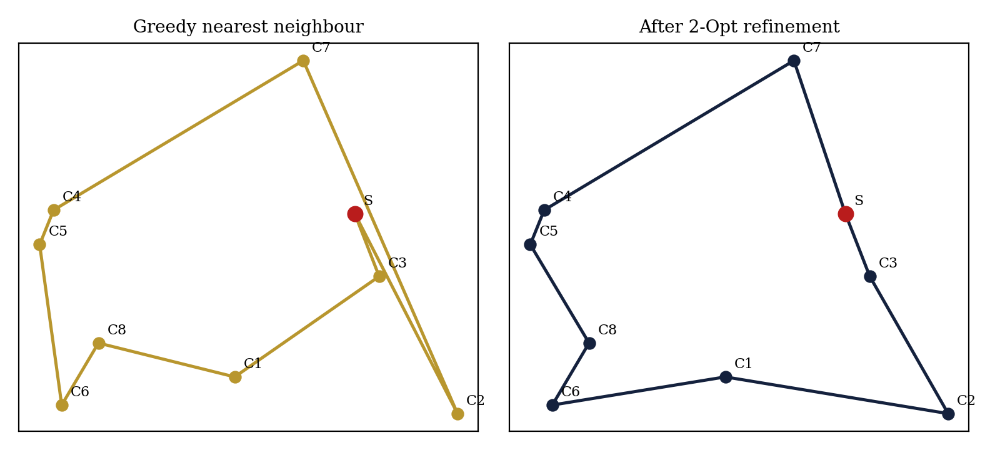 Greedy nearest neighbour
C7
C4
S
C5
C3
C8
C1
C6
C2
After 2-Opt refinement
C7
C4
S
C5
C3
C8
C1
C6
C2